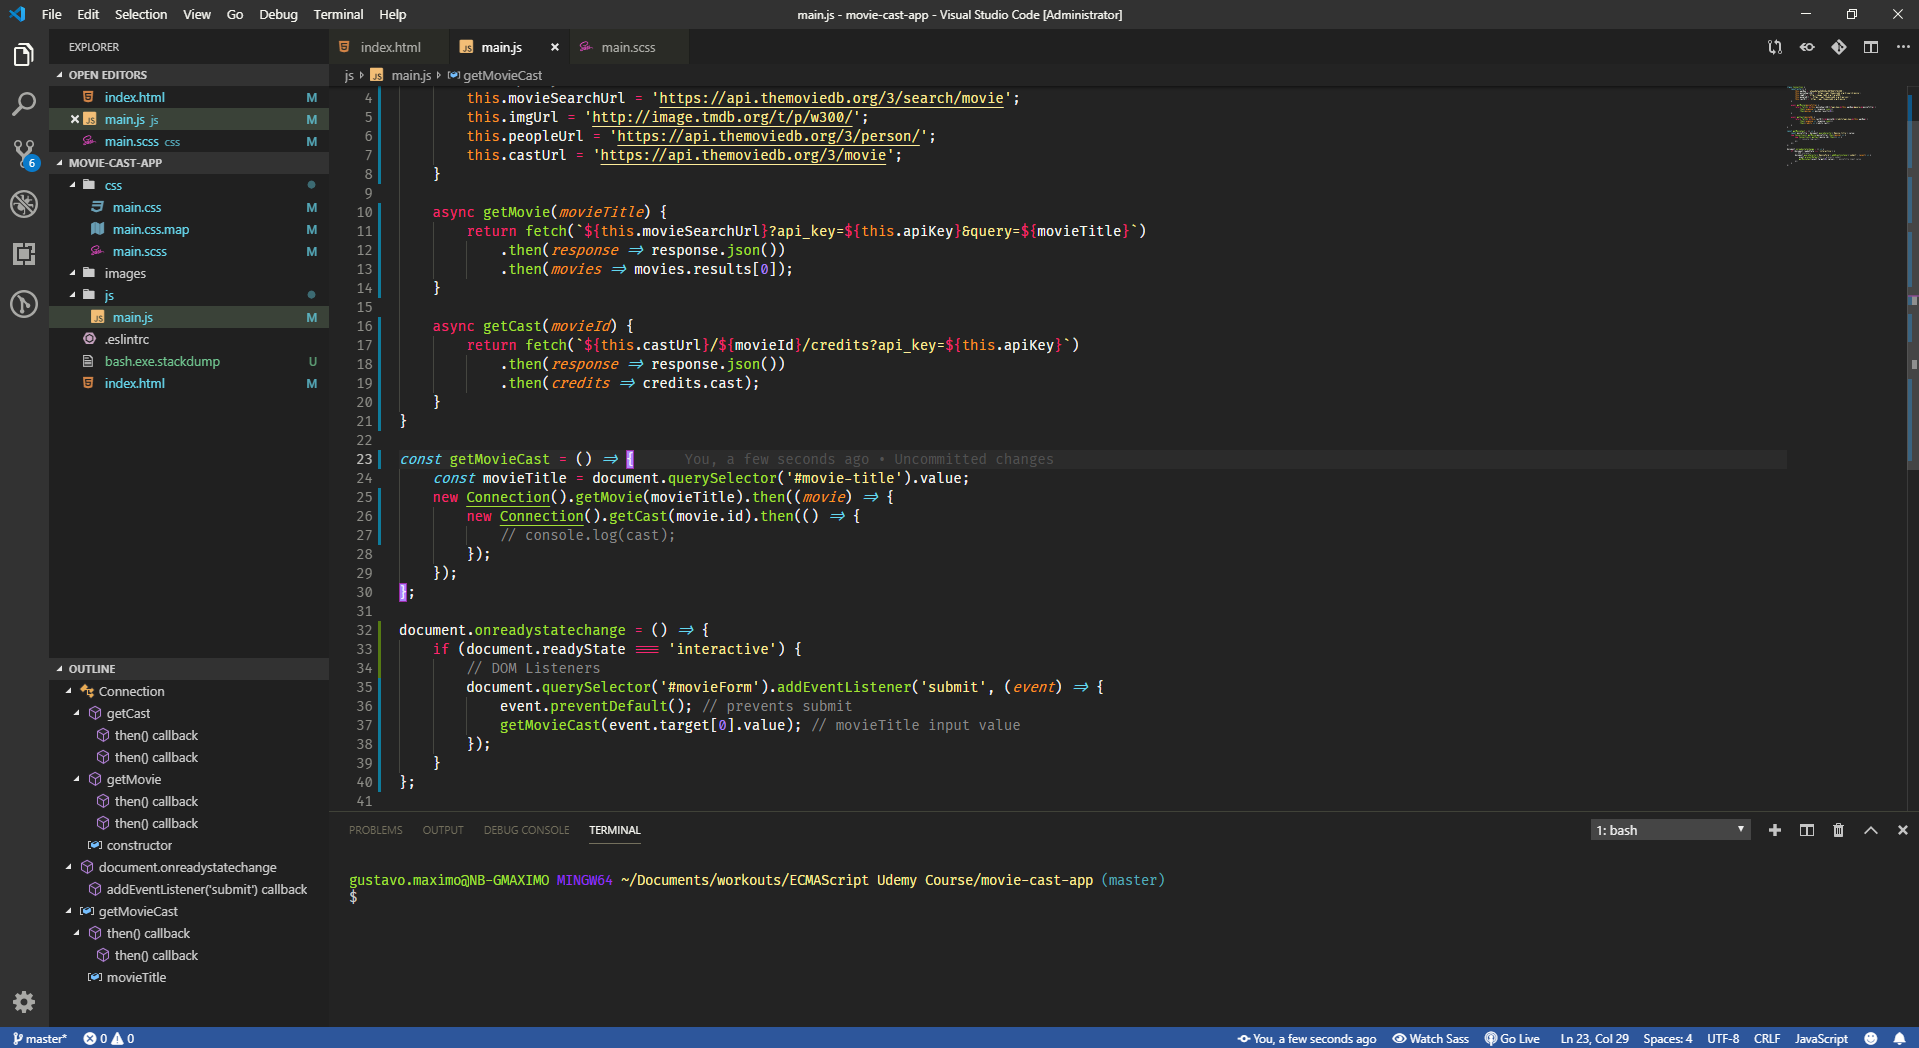 File Edit Selection View Go Debug Terminal Help
main.js - movie-cast-app - Visual Studio Code [Administrator]
EXPLORER
OPEN EDITORS
index.html M
main.js js M
main.scss css M
6
MOVIE-CAST-APP
css
main.css M
main.css.map M
main.scss M
images
js
main.js M
.eslintrc
bash.exe.stackdump U
index.html M
OUTLINE
Connection
getCast
then() callback
then() callback
getMovie
then() callback
then() callback
constructor
document.onreadystatechange
addEventListener('submit') callback
getMovieCast
then() callback
then() callback
movieTitle
index.html main.js main.scss
js main.js getMovieCast
4 this.movieSearchUrl = 'https://api.themoviedb.org/3/search/movie';
5 this.imgUrl = 'http://image.tmdb.org/t/p/w300/';
6 this.peopleUrl = 'https://api.themoviedb.org/3/person/';
7 this.castUrl = 'https://api.themoviedb.org/3/movie';
8 }
9
10 async getMovie(movieTitle) {
11 return fetch(`${this.movieSearchUrl}?api_key=${this.apiKey}&query=${movieTitle}`)
12 .then(response => response.json())
13 .then(movies => movies.results[0]);
14 }
15
16 async getCast(movieId) {
17 return fetch(`${this.castUrl}/${movieId}/credits?api_key=${this.apiKey}`)
18 .then(response => response.json())
19 .then(credits => credits.cast);
20 }
21 }
22
23 const getMovieCast = () => { You, a few seconds ago • Uncommitted changes
24 const movieTitle = document.querySelector('#movie-title').value;
25 new Connection().getMovie(movieTitle).then((movie) => {
26 new Connection().getCast(movie.id).then(() => {
27 // console.log(cast);
28 });
29 });
30 };
31
32 document.onreadystatechange = () => {
33 if (document.readyState === 'interactive') {
34 // DOM Listeners
35 document.querySelector('#movieForm').addEventListener('submit', (event) => {
36 event.preventDefault(); // prevents submit
37 getMovieCast(event.target[0].value); // movieTitle input value
38 });
39 }
40 };
41
PROBLEMS OUTPUT DEBUG CONSOLE TERMINAL 1: bash
gustavo.maximo@NB-GMAXIMO MINGW64 ~/Documents/workouts/ECMAScript Udemy Course/movie-cast-app (master)
$
master* 0 0 You, a few seconds ago Watch Sass Go Live Ln 23, Col 29 Spaces: 4 UTF-8 CRLF JavaScript